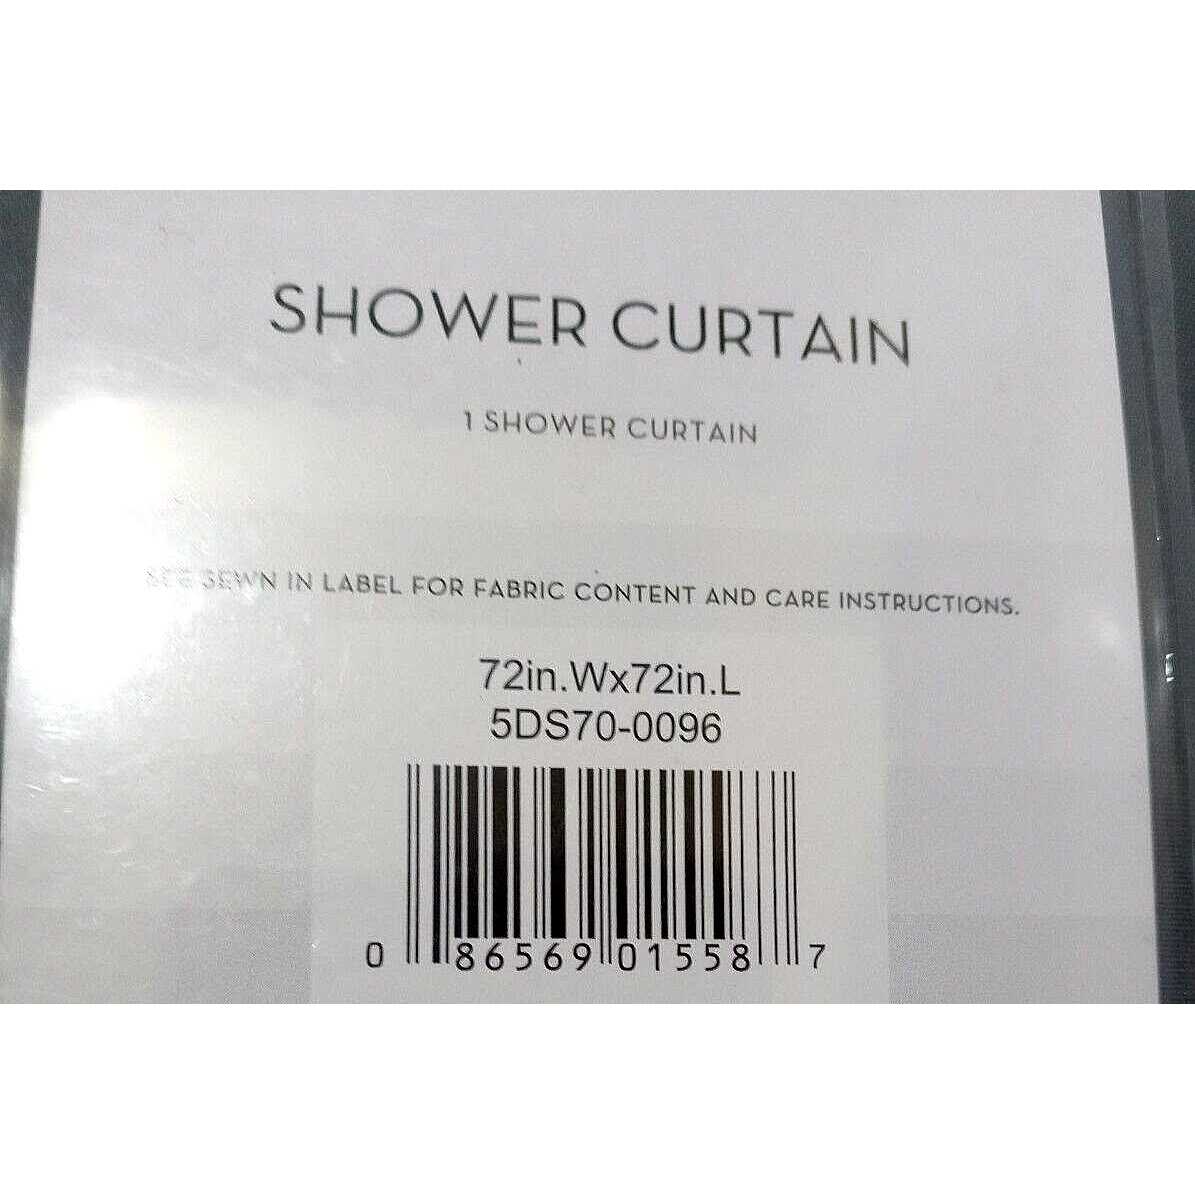 SHOWER CURTAIN
1 SHOWER CURTAIN
SEE SEWN IN LABEL FOR FABRIC CONTENT AND CARE INSTRUCTIONS.
72in.Wx72in.L
5DS70-0096
0 86569 01558 7